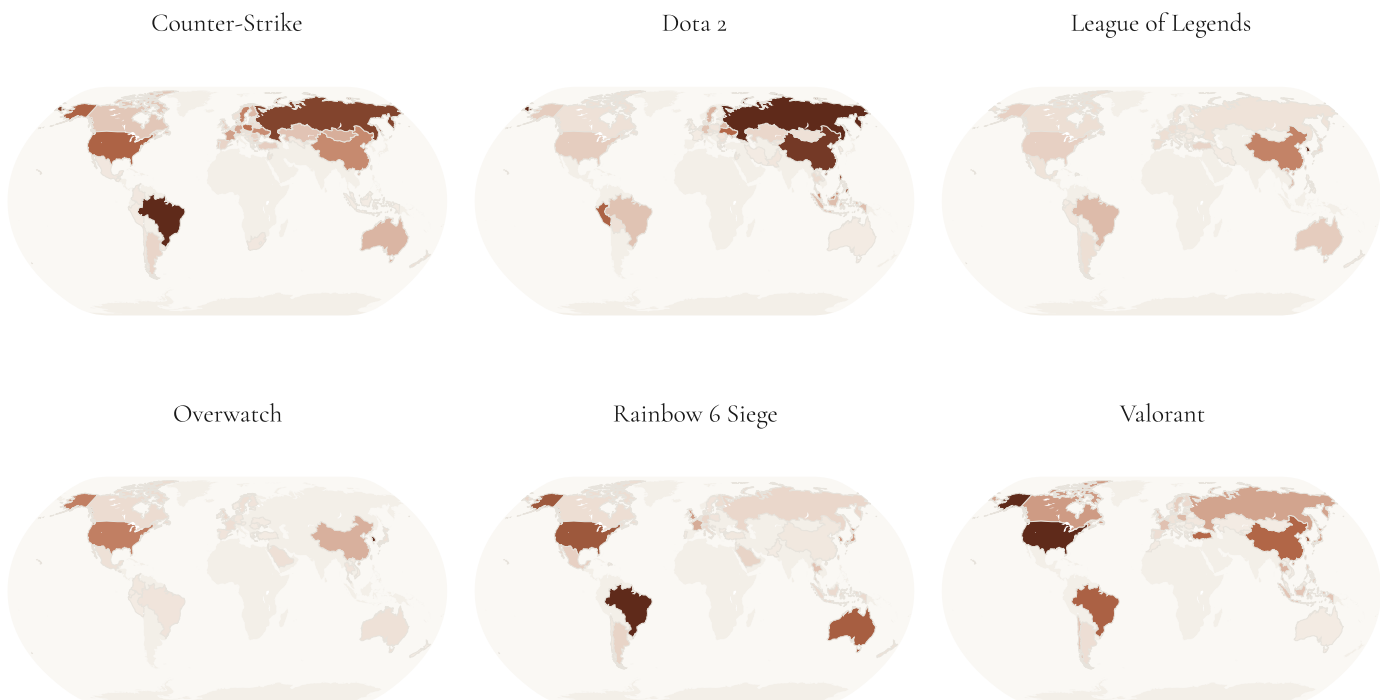 Counter-Strike
Dota 2
League of Legends
Overwatch
Rainbow 6 Siege
Valorant